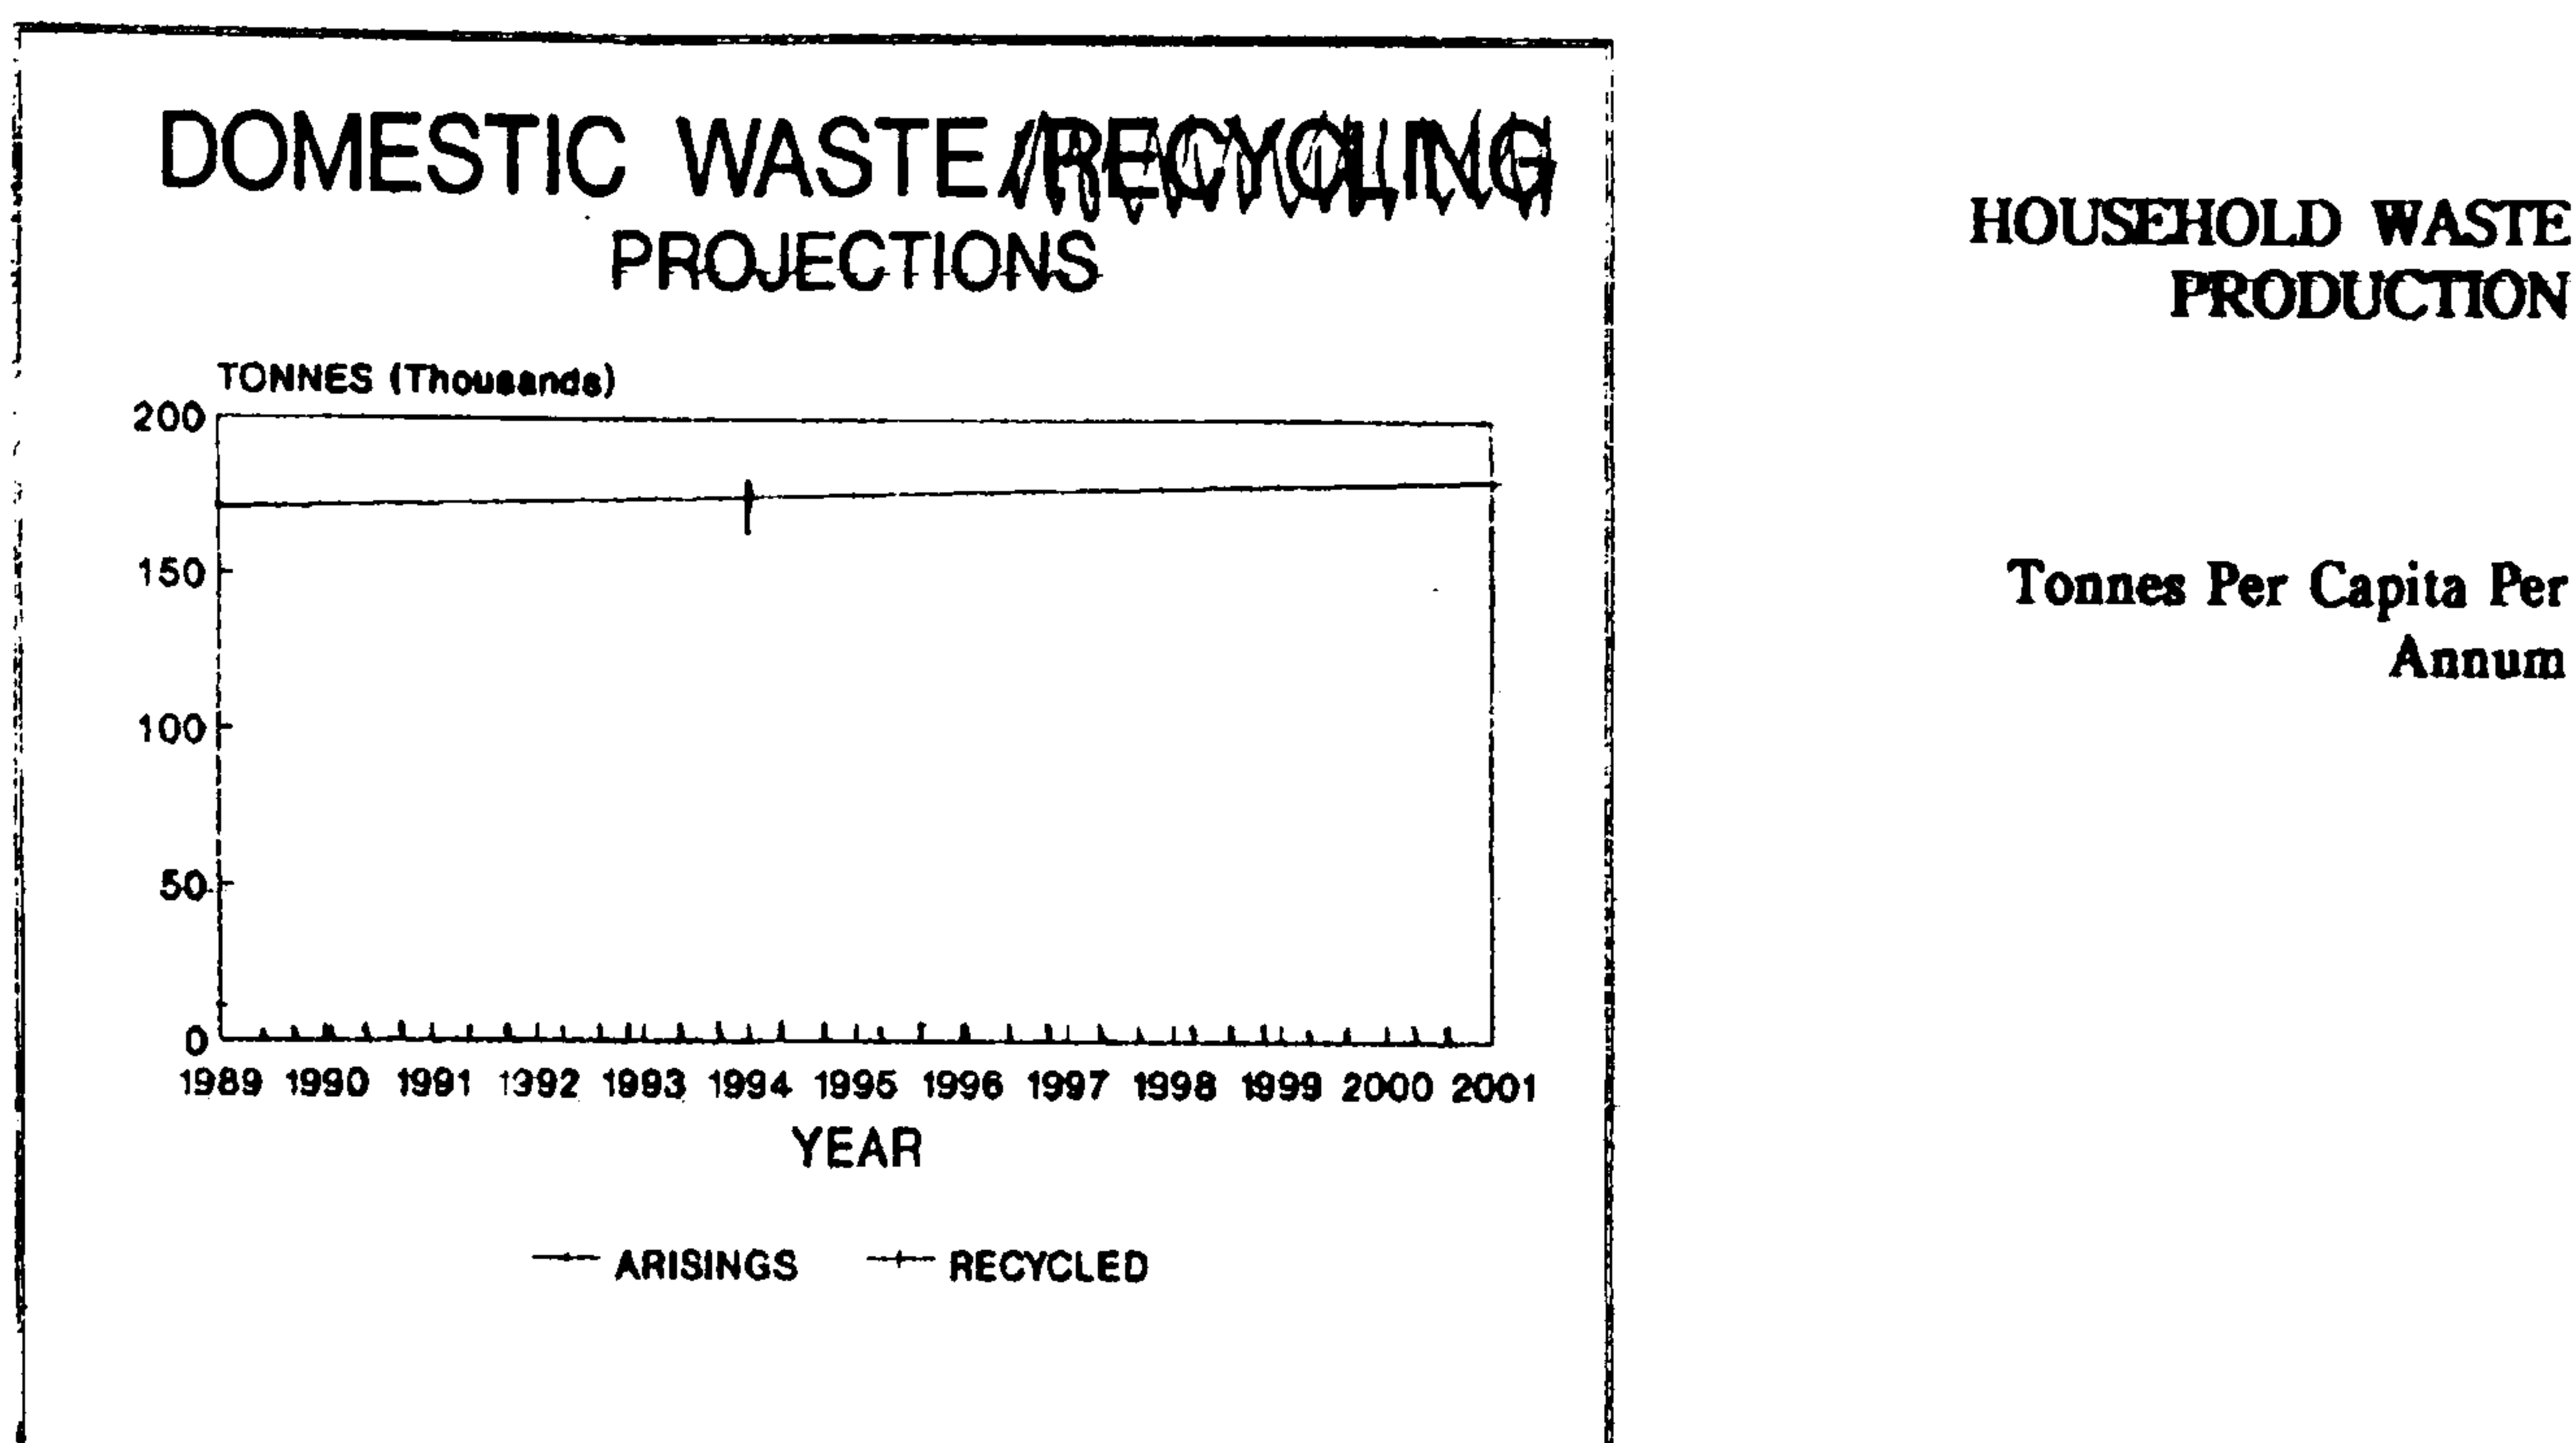 DOMESTIC WASTE/RECYCLING
PROJECTIONS
TONNES (Thousands)
200
150
100
50
0
1989 1990 1991 1992 1993 1994 1995 1996 1997 1998 1999 2000 2001
YEAR
ARISINGS RECYCLED
HOUSEHOLD WASTE
PRODUCTION
Tonnes Per Capita Per
Annum